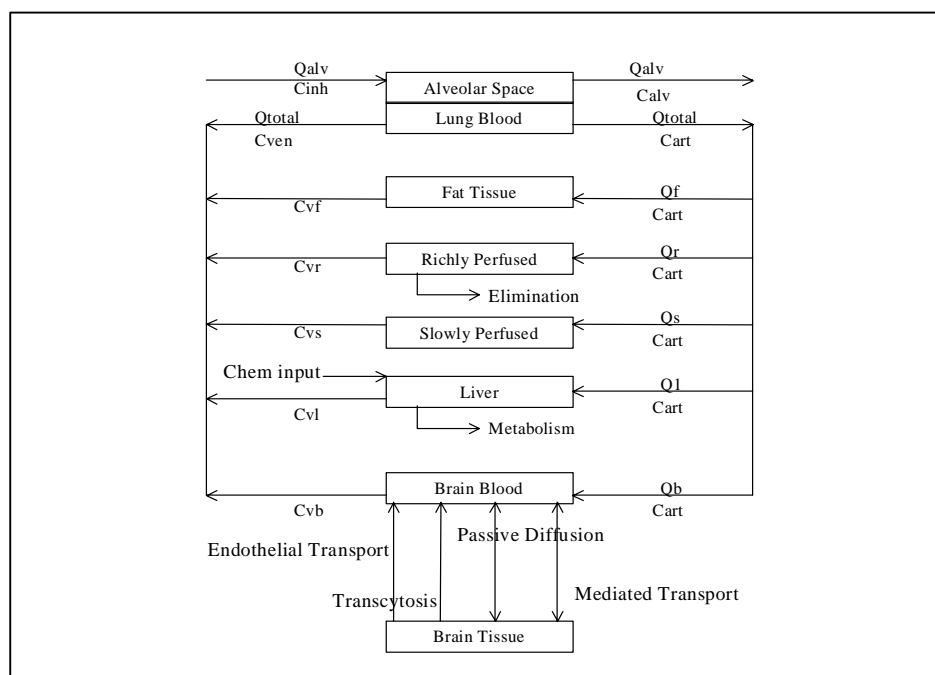 Qalv
Qalv
Cinh
Alveolar Space
Calv
Qtotal
Lung Blood
Qtotal
Cven
Cart
Fat Tissue
Qf
Cvf
Cart
Richly Perfused
Qr
Cvr
Cart
Elimination
Slowly Perfused
Qs
Cvs
Cart
Chem input
Liver
Ql
Cvl
Cart
Metabolism
Brain Blood
Qb
Cvb
Cart
Passive Diffusion
Endothelial Transport
Mediated Transport
Transcytosis
Brain Tissue